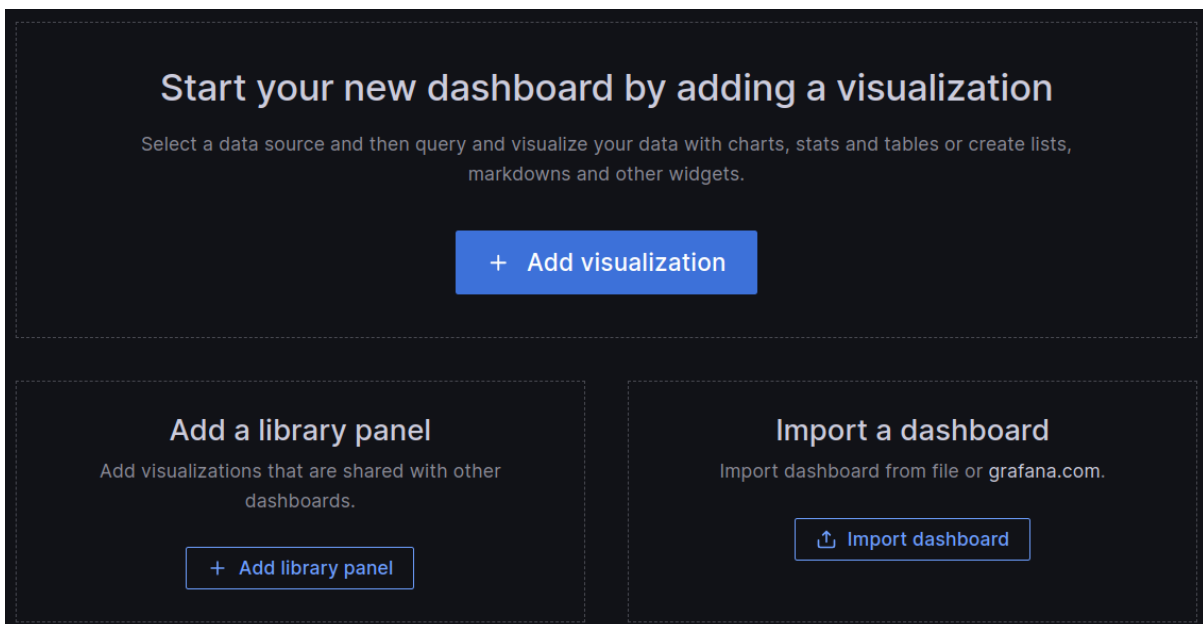 Start your new dashboard by adding a visualization
Select a data source and then query and visualize your data with charts, stats and tables or create lists,
markdowns and other widgets.
+ Add visualization
Add a library panel
Add visualizations that are shared with other
dashboards.
+ Add library panel
Import a dashboard
Import dashboard from file or grafana.com.
Import dashboard